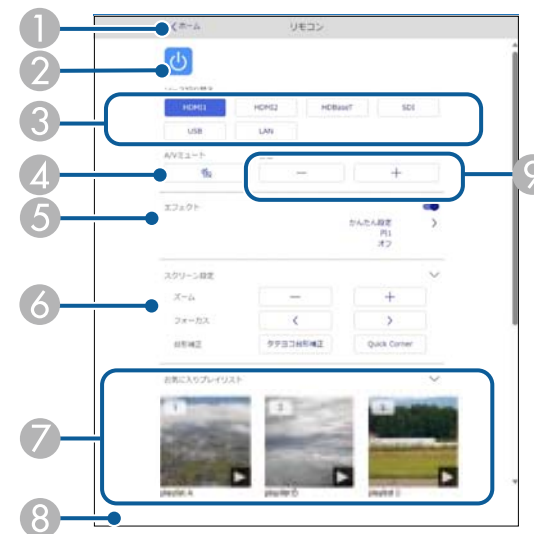 1
ホーム
リモコン
2
3
HDMI1
HDMI2
HDBaseT
SDI
USB
LAN
A/Vミュート
4
9
5
エフェクト
かんたん設定
円1
オフ
スクリーン設定
6
ズーム
フォーカス
台形補正
タテヨコ台形補正
Quick Corner
お気に入りプレイリスト
7
1
2
3
playlist A
8